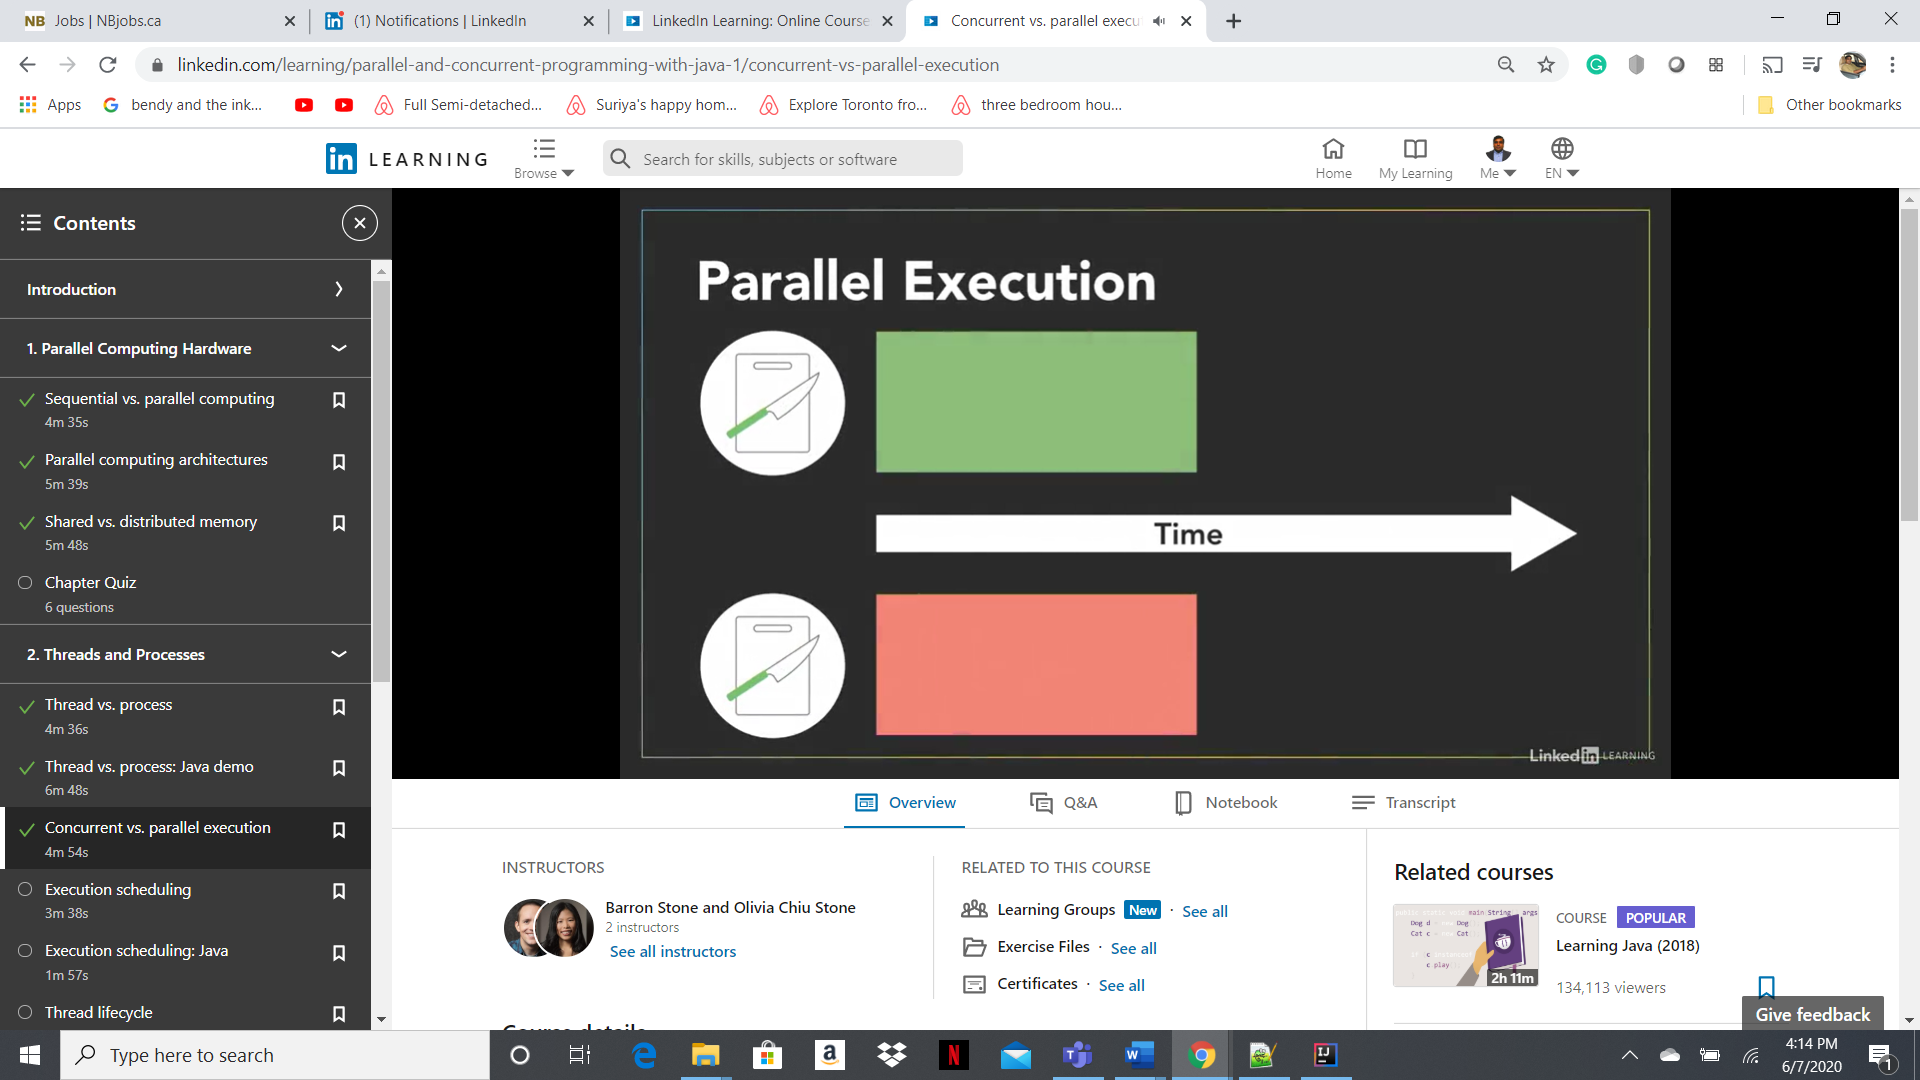 NB Jobs | NBjobs.ca
(1) Notifications | LinkedIn
LinkedIn Learning: Online Course
Concurrent vs. parallel execu
linkedin.com/learning/parallel-and-concurrent-programming-with-java-1/concurrent-vs-parallel-execution
Apps
bendy and the ink...
Full Semi-detached...
Suriya's happy hom...
Explore Toronto fro...
three bedroom hou...
Other bookmarks
in LEARNING
Browse
Search for skills, subjects or software
Home
My Learning
Me
EN
Contents
Introduction
1. Parallel Computing Hardware
Sequential vs. parallel computing
4m 35s
Parallel computing architectures
5m 39s
Shared vs. distributed memory
5m 48s
Chapter Quiz
6 questions
2. Threads and Processes
Thread vs. process
4m 36s
Thread vs. process: Java demo
6m 48s
Concurrent vs. parallel execution
4m 54s
Execution scheduling
3m 38s
Execution scheduling: Java
1m 57s
Thread lifecycle
Parallel Execution
Time
Linked in LEARNING
Overview
Q&A
Notebook
Transcript
INSTRUCTORS
Barron Stone and Olivia Chiu Stone
2 instructors
See all instructors
RELATED TO THIS COURSE
Learning Groups New · See all
Exercise Files · See all
Certificates · See all
Related courses
2h 11m
COURSE POPULAR
Learning Java (2018)
134,113 viewers
Give feedback
Type here to search
4:14 PM
6/7/2020
1